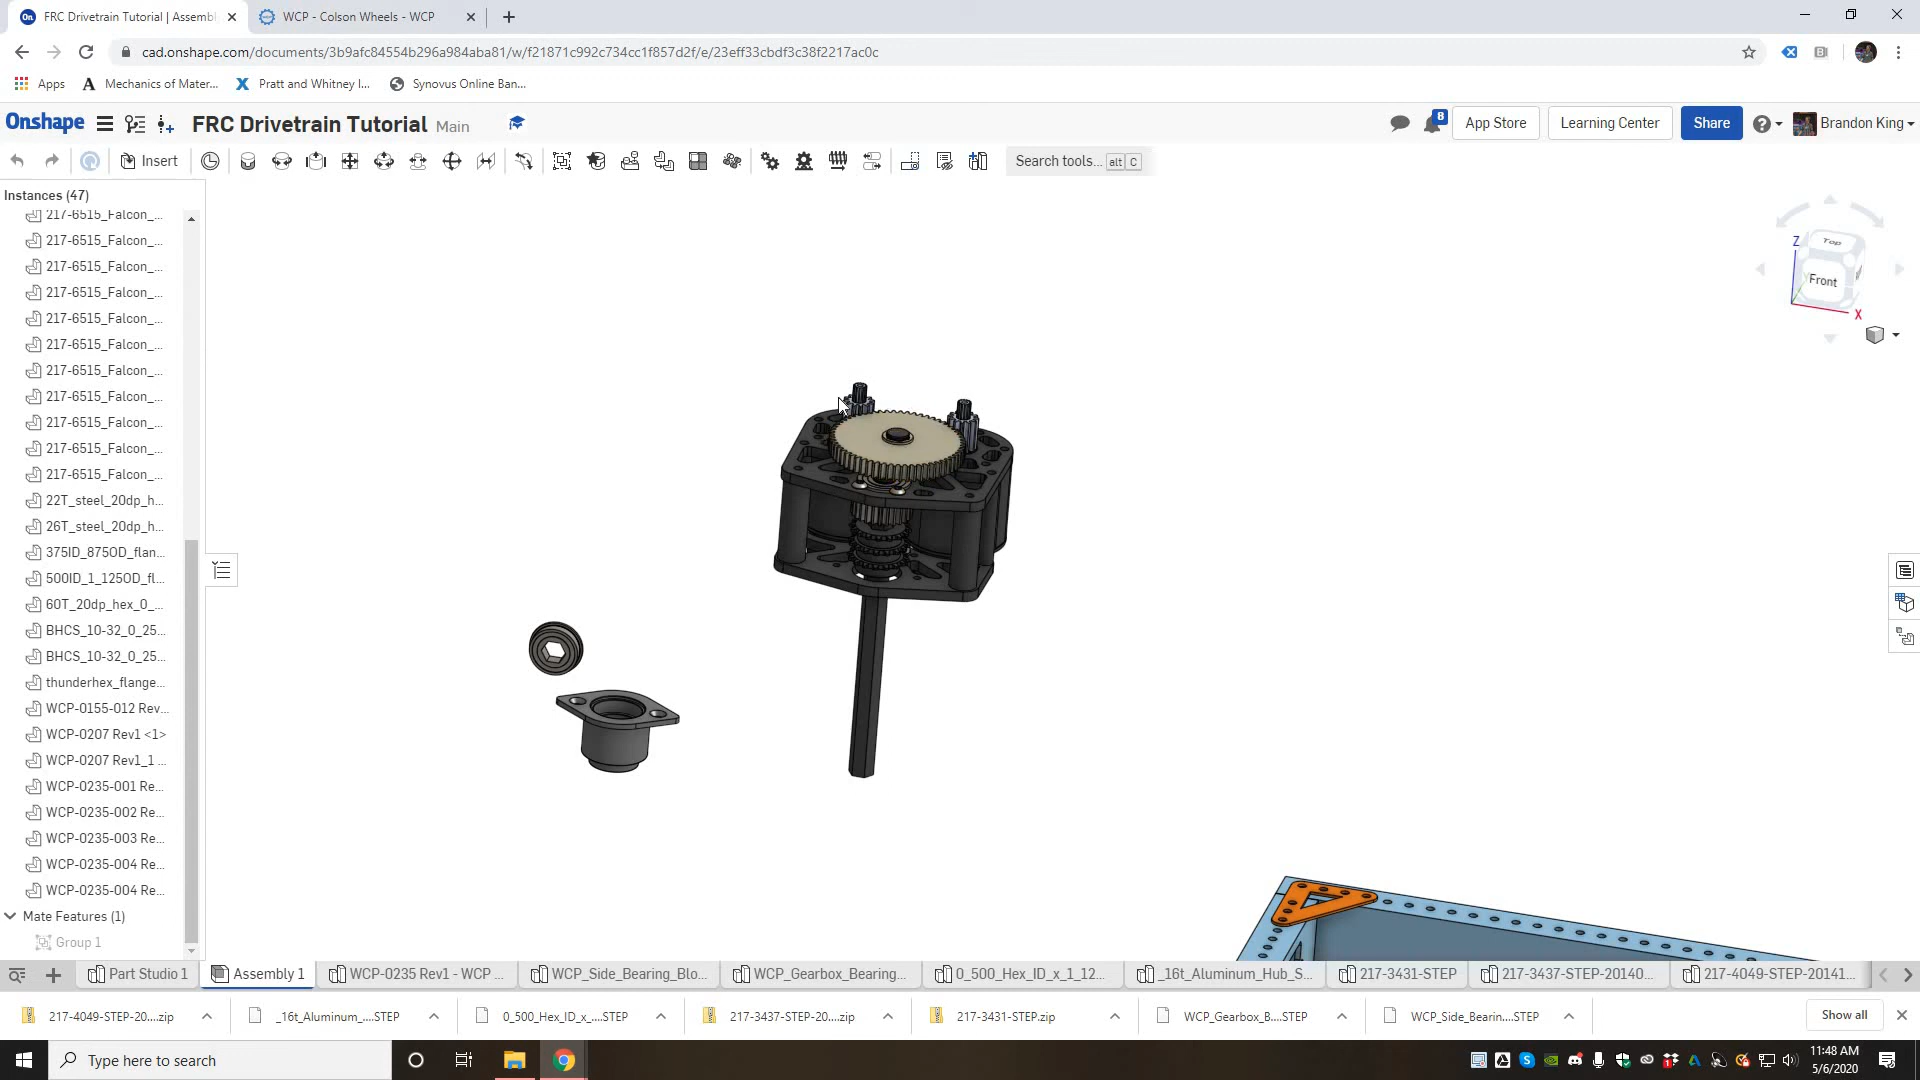 FRC Drivetrain Tutorial | Assembl
WCP - Colson Wheels - WCP
cad.onshape.com/documents/3b9afc84554b296a984aba81/w/f21871c992c734cc1f857d2f/e/23eff33cbdf3c38f2217ac0c
Apps
Mechanics of Mater...
Pratt and Whitney I...
Synovus Online Ban...
Onshape
FRC Drivetrain Tutorial Main
8
App Store
Learning Center
Share
Brandon King
Insert
Search tools... alt C
Instances (47)
217-6515_Falcon_...
217-6515_Falcon_...
217-6515_Falcon_...
217-6515_Falcon_...
217-6515_Falcon_...
217-6515_Falcon_...
217-6515_Falcon_...
217-6515_Falcon_...
217-6515_Falcon_...
217-6515_Falcon_...
217-6515_Falcon_...
22T_steel_20dp_h...
26T_steel_20dp_h...
375ID_875OD_flan...
500ID_1_125OD_fl...
60T_20dp_hex_0_...
BHCS_10-32_0_25...
BHCS_10-32_0_25...
thunderhex_flange...
WCP-0155-012 Rev...
WCP-0207 Rev1 <1>
WCP-0207 Rev1_1 ...
WCP-0235-001 Re...
WCP-0235-002 Re...
WCP-0235-003 Re...
WCP-0235-004 Re...
WCP-0235-004 Re...
Mate Features (1)
Group 1
Top
Z
Front
X
Part Studio 1
Assembly 1
WCP-0235 Rev1 - WCP ...
WCP_Side_Bearing_Blo...
WCP_Gearbox_Bearing...
0_500_Hex_ID_x_1_12...
_16t_Aluminum_Hub_S...
217-3431-STEP
217-3437-STEP-20140...
217-4049-STEP-20141...
217-4049-STEP-20....zip
_16t_Aluminum_....STEP
0_500_Hex_ID_x_....STEP
217-3437-STEP-20....zip
217-3431-STEP.zip
WCP_Gearbox_B....STEP
WCP_Side_Bearin....STEP
Show all
Type here to search
11:48 AM
5/6/2020